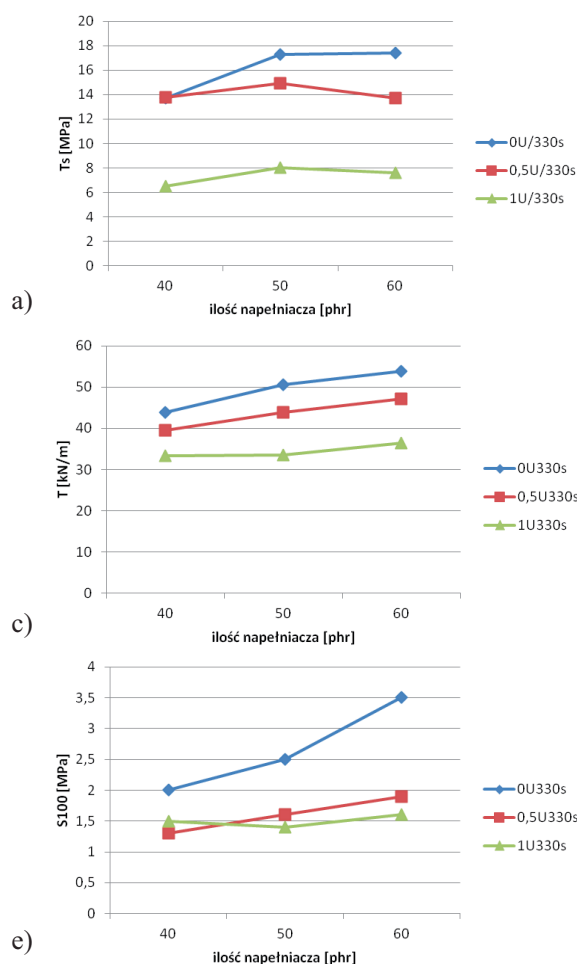 20
18
16
14
12
10
8
6
4
2
0
Ts [MPa]
40 50 60
ilość napełniacza [phr]
0U/330s
0,5U/330s
1U/330s
a)
60
50
40
30
20
10
0
T [kN/m]
40 50 60
ilość napełniacza [phr]
0U330s
0,5U330s
1U330s
c)
4
3,5
3
2,5
2
1,5
1
0,5
0
S100 [MPa]
40 50 60
ilość napełniacza [phr]
0U330s
0,5U330s
1U330s
e)